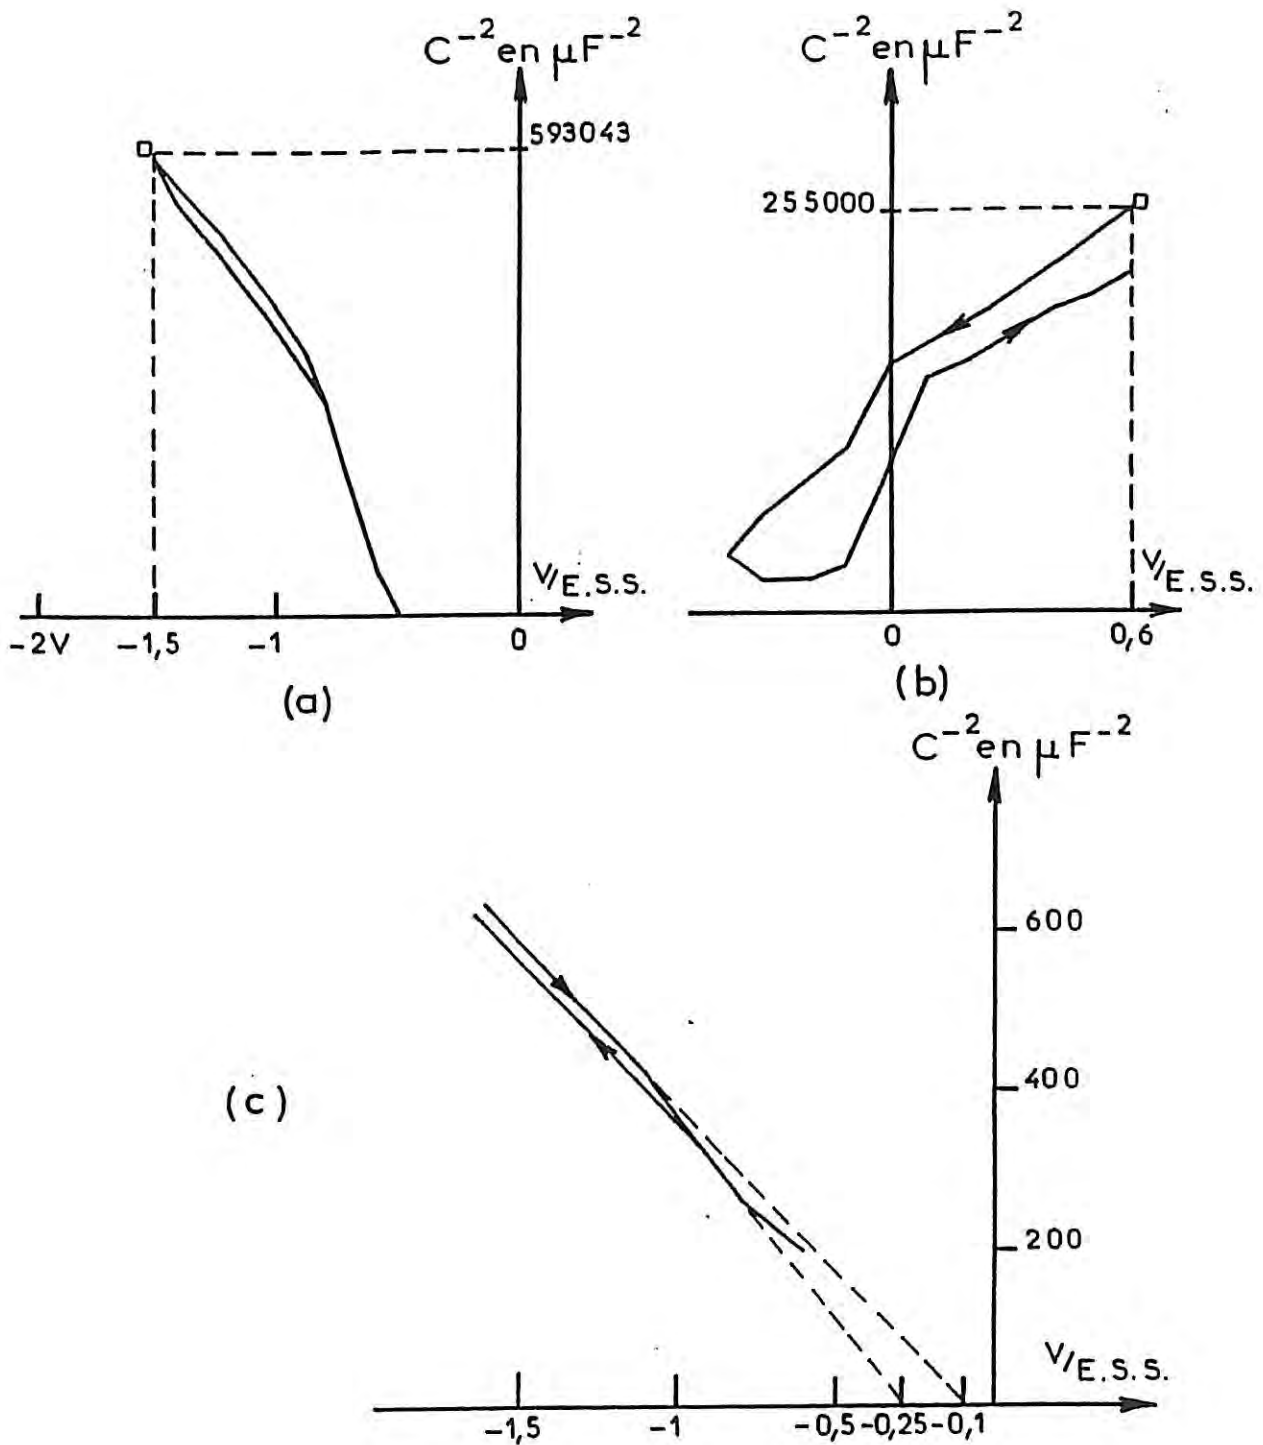 C⁻² en μF⁻²
593043
V/E.S.S.
-2V -1,5 -1 0
(a)
C⁻² en μF⁻²
255000
V/E.S.S.
0 0,6
(b)
C⁻² en μF⁻²
600
400
(c)
200
V/E.S.S.
-1,5 -1 -0,5 -0,25 -0,1